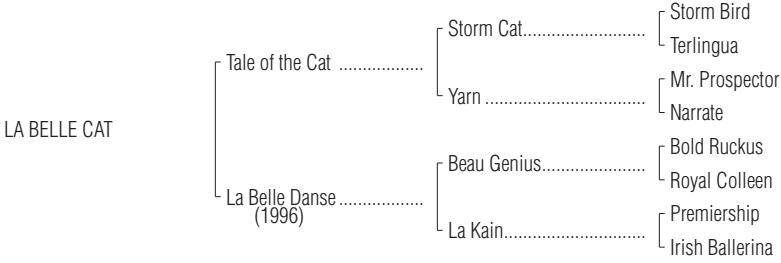 Storm Bird
Storm Cat..........................
Terlingua
Tale of the Cat ..................
Mr. Prospector
Yarn ..................................
Narrate
LA BELLE CAT
Bold Ruckus
Beau Genius......................
Royal Colleen
La Belle Danse ..................
(1996)
Premiership
La Kain..............................
Irish Ballerina